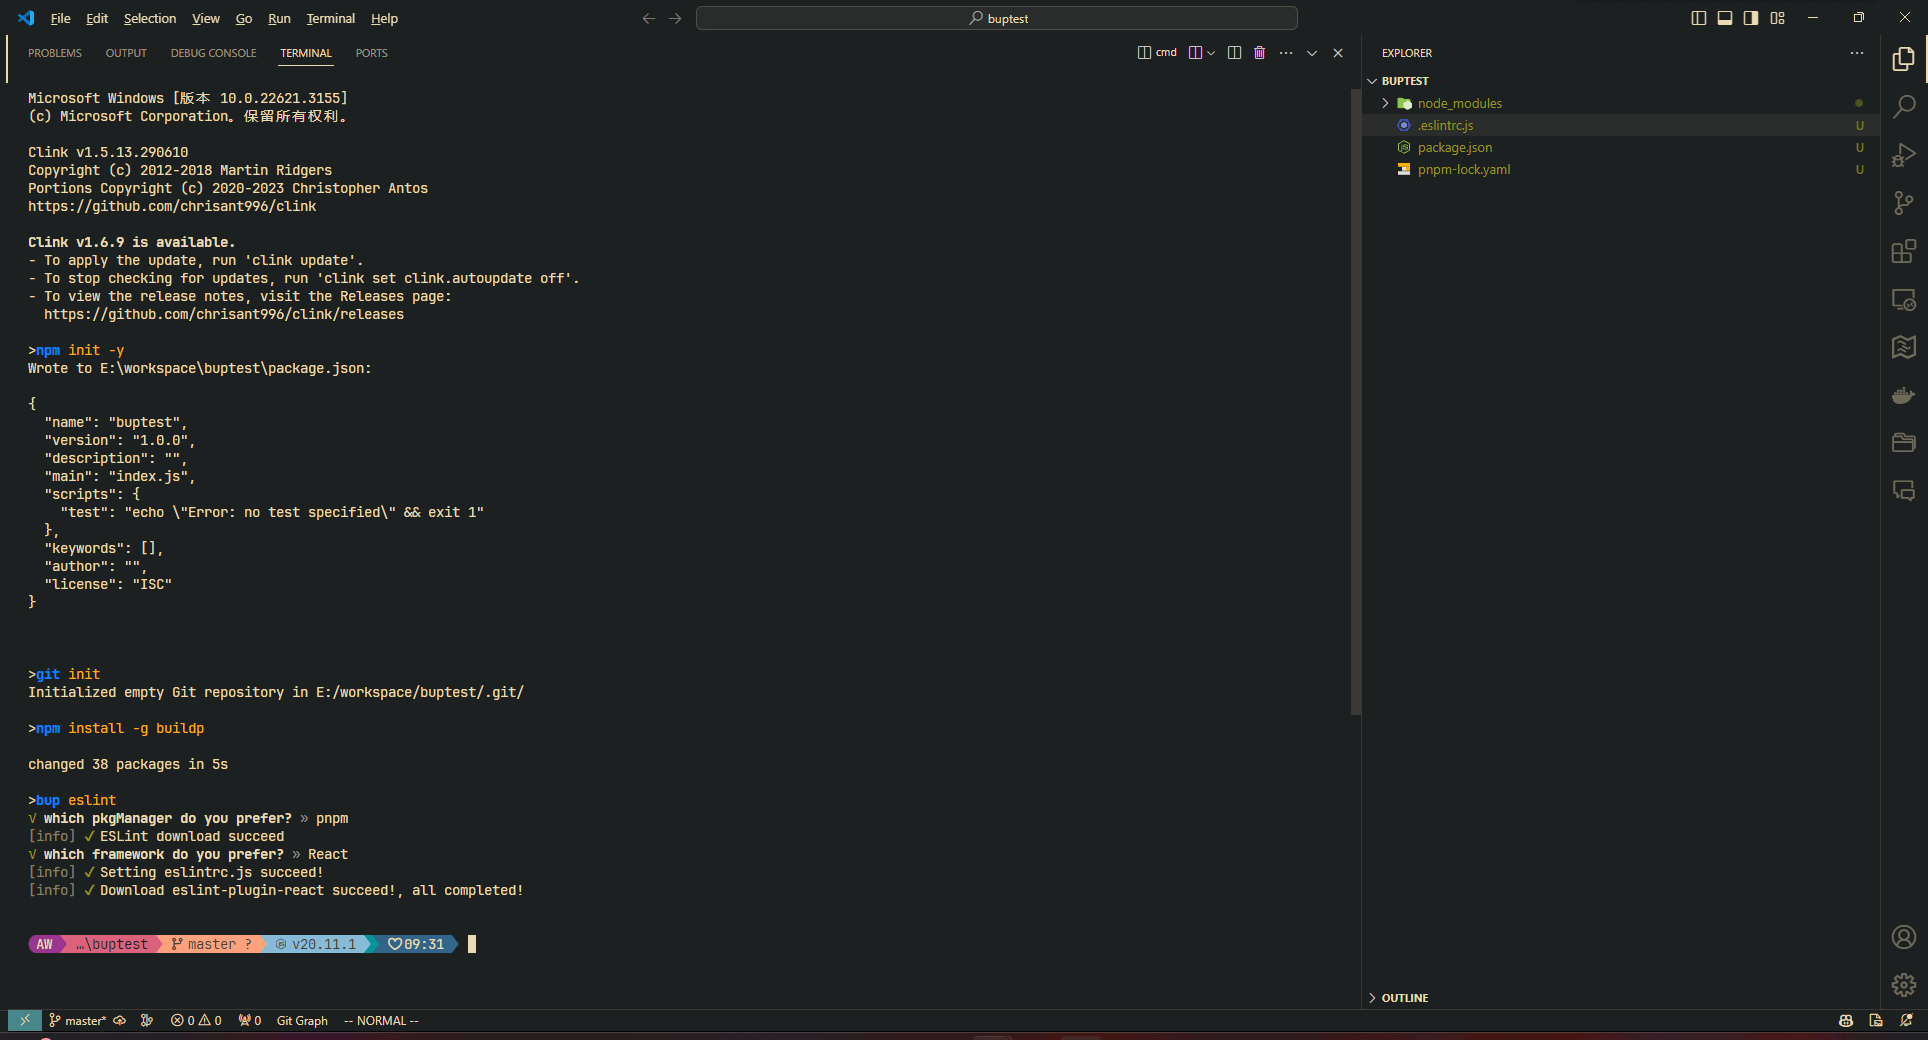 File Edit Selection View Go Run Terminal Help
buptest
PROBLEMS OUTPUT DEBUG CONSOLE TERMINAL PORTS
cmd
Microsoft Windows [版本 10.0.22621.3155]
(c) Microsoft Corporation。保留所有权利。
Clink v1.5.13.290610
Copyright (c) 2012-2018 Martin Ridgers
Portions Copyright (c) 2020-2023 Christopher Antos
https://github.com/chrisant996/clink
Clink v1.6.9 is available.
- To apply the update, run 'clink update'.
- To stop checking for updates, run 'clink set clink.autoupdate off'.
- To view the release notes, visit the Releases page:
https://github.com/chrisant996/clink/releases
>npm init -y
Wrote to E:\workspace\buptest\package.json:
{
"name": "buptest",
"version": "1.0.0",
"description": "",
"main": "index.js",
"scripts": {
"test": "echo \"Error: no test specified\" && exit 1"
},
"keywords": [],
"author": "",
"license": "ISC"
}
>git init
Initialized empty Git repository in E:/workspace/buptest/.git/
>npm install -g buildp
changed 38 packages in 5s
>bup eslint
√ which pkgManager do you prefer? » pnpm
[info] ✓ ESLint download succeed
√ which framework do you prefer? » React
[info] ✓ Setting eslintrc.js succeed!
[info] ✓ Download eslint-plugin-react succeed!, all completed!
AW …\buptest master ? v20.11.1 09:31
EXPLORER
BUPTEST
node_modules
.eslintrc.js U
package.json U
pnpm-lock.yaml U
OUTLINE
master* 0 0 0 Git Graph -- NORMAL --